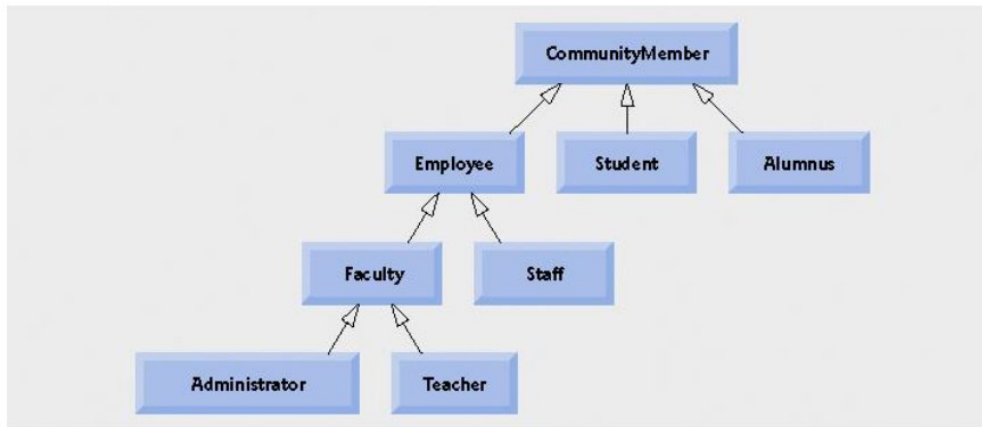 CommunityMember
Employee
Student
Alumnus
Faculty
Staff
Administrator
Teacher